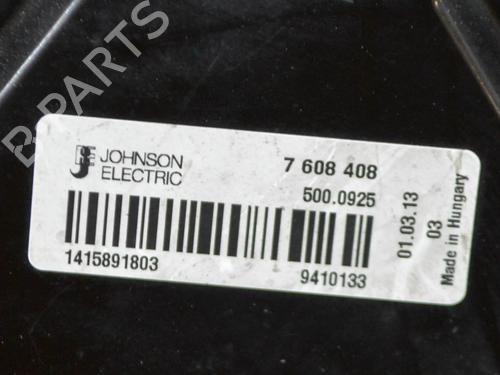 B-PARTS
JOHNSON
ELECTRIC
7 608 408
500.0925
1415891803
9410133
01.03.13
03
Made in Hungary